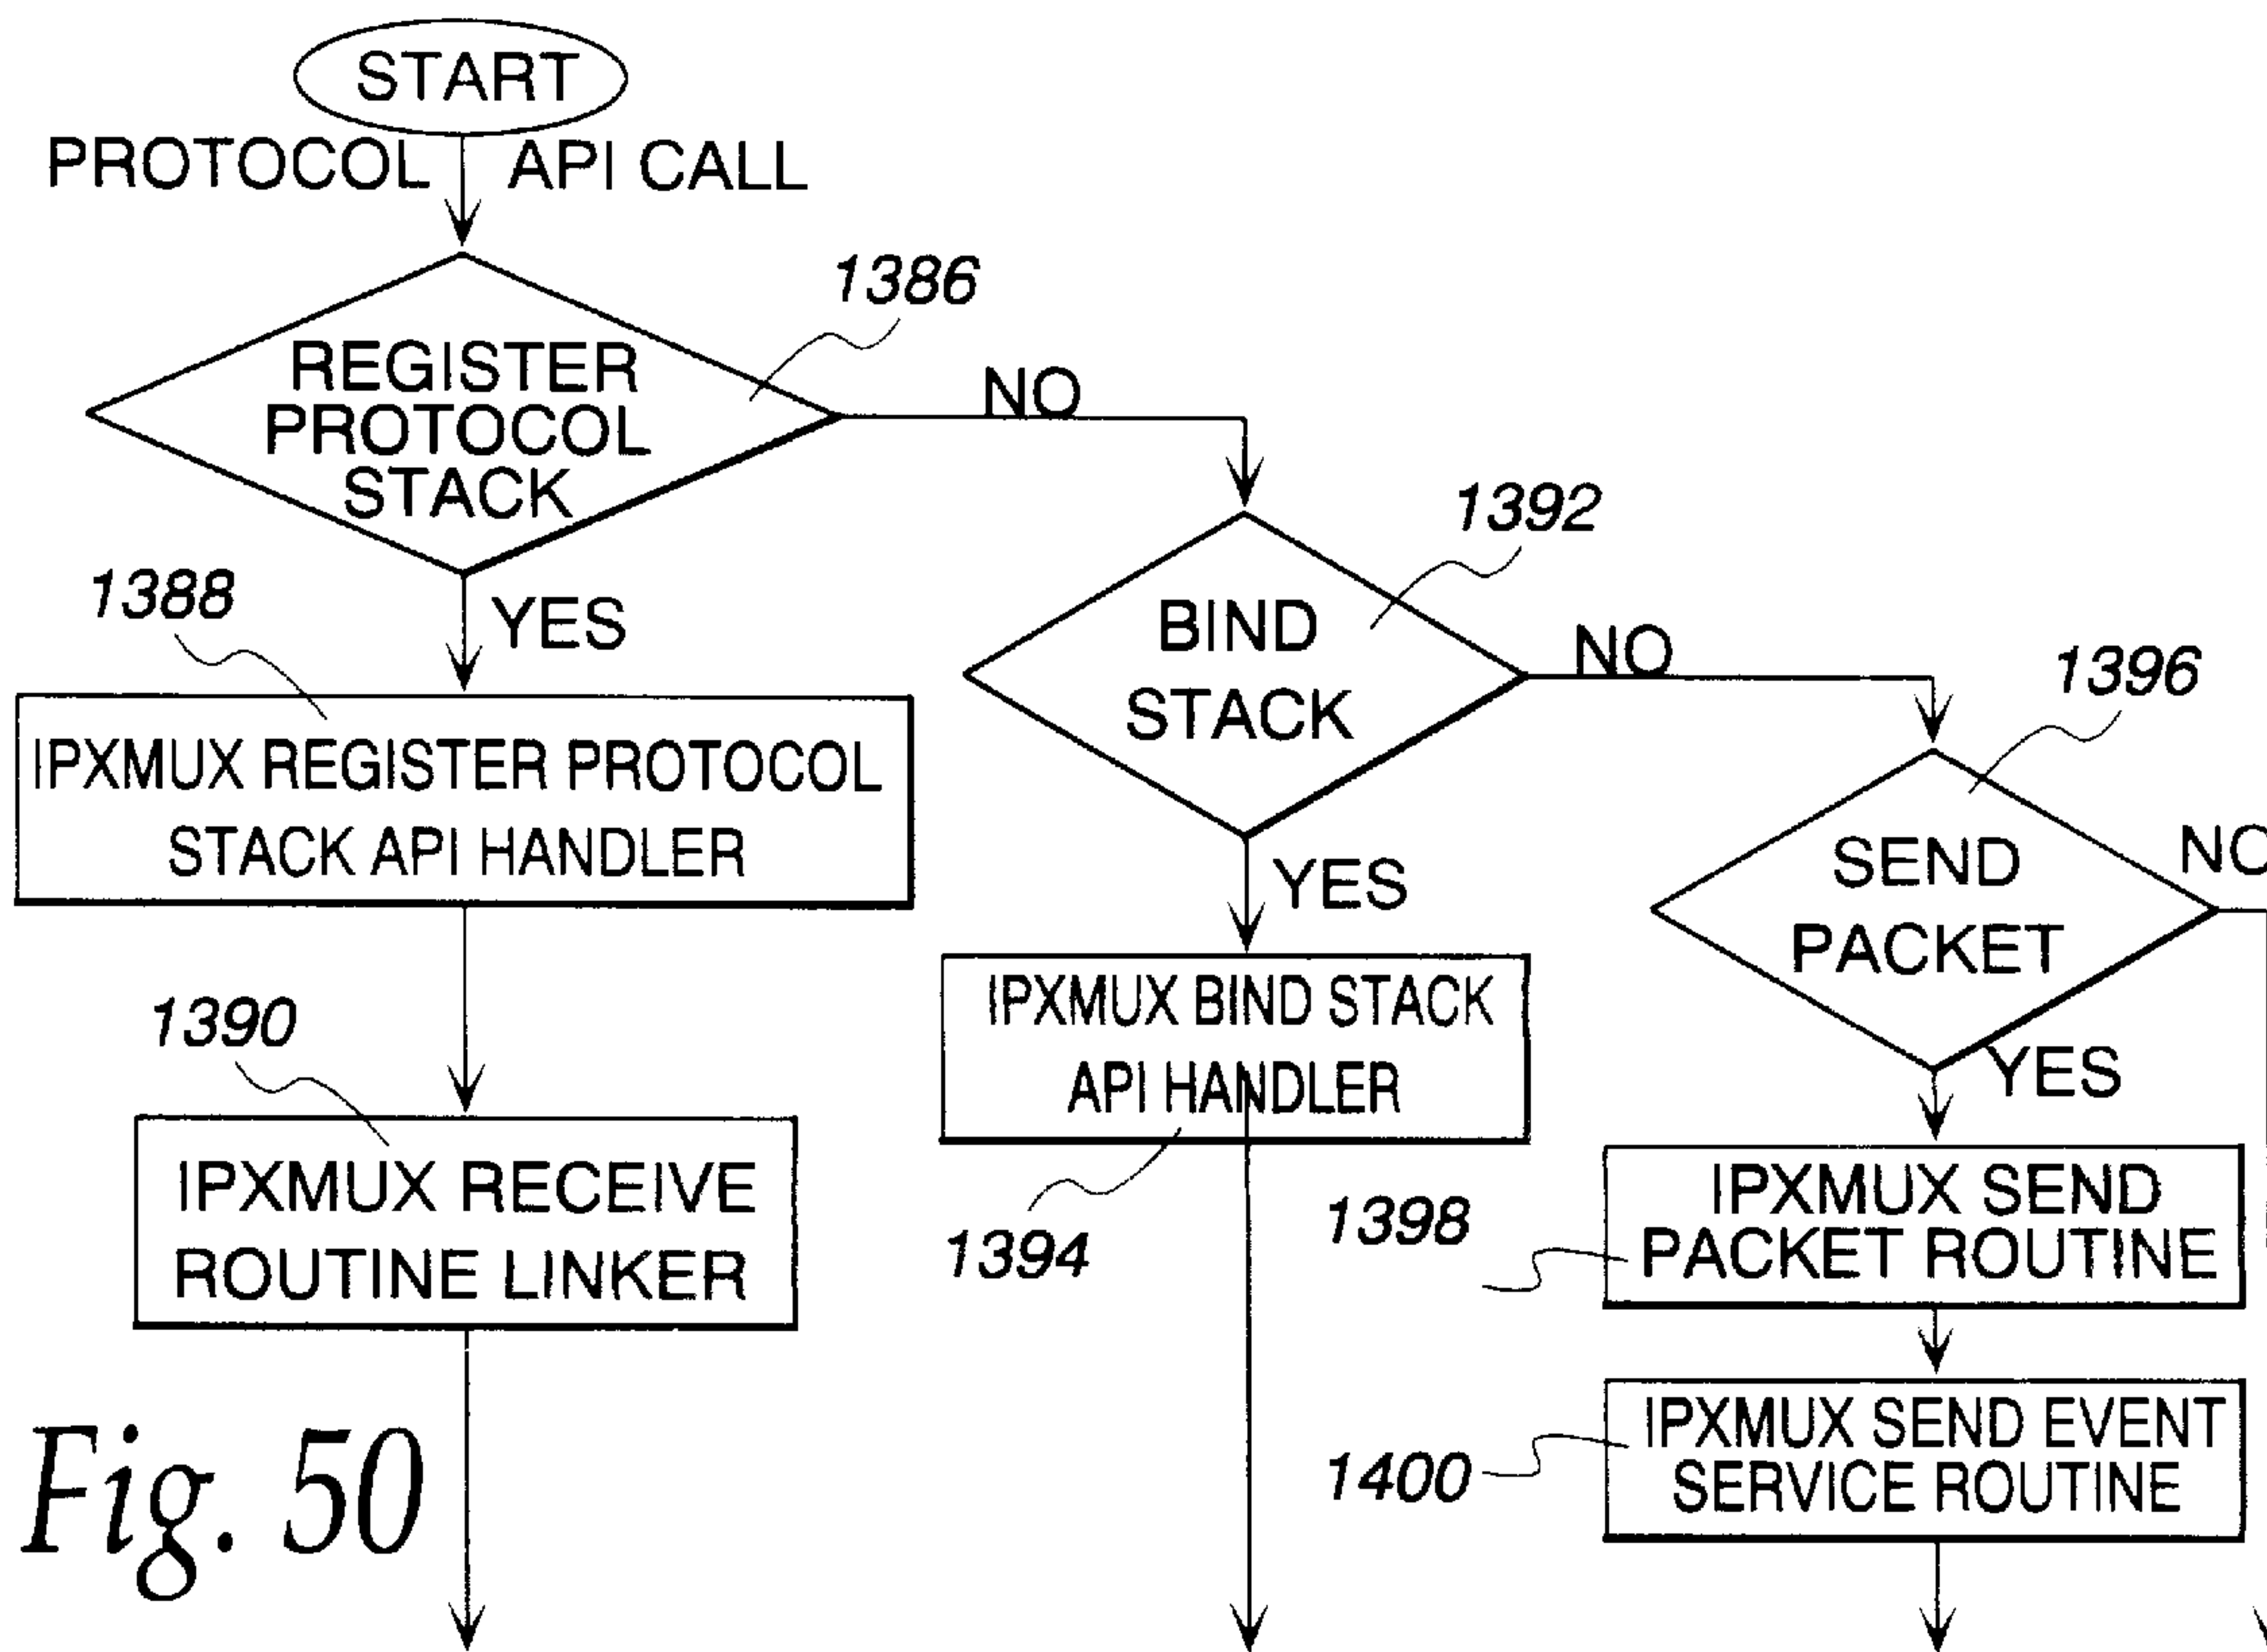 START
PROTOCOL API CALL
1386
REGISTER
PROTOCOL
STACK
NO
YES
1388
IPXMUX REGISTER PROTOCOL
STACK API HANDLER
1390
IPXMUX RECEIVE
ROUTINE LINKER
1392
BIND
STACK
NO
YES
IPXMUX BIND STACK
API HANDLER
1394
1396
SEND
PACKET
NO
YES
1398
IPXMUX SEND
PACKET ROUTINE
1400
IPXMUX SEND EVENT
SERVICE ROUTINE
Fig. 50